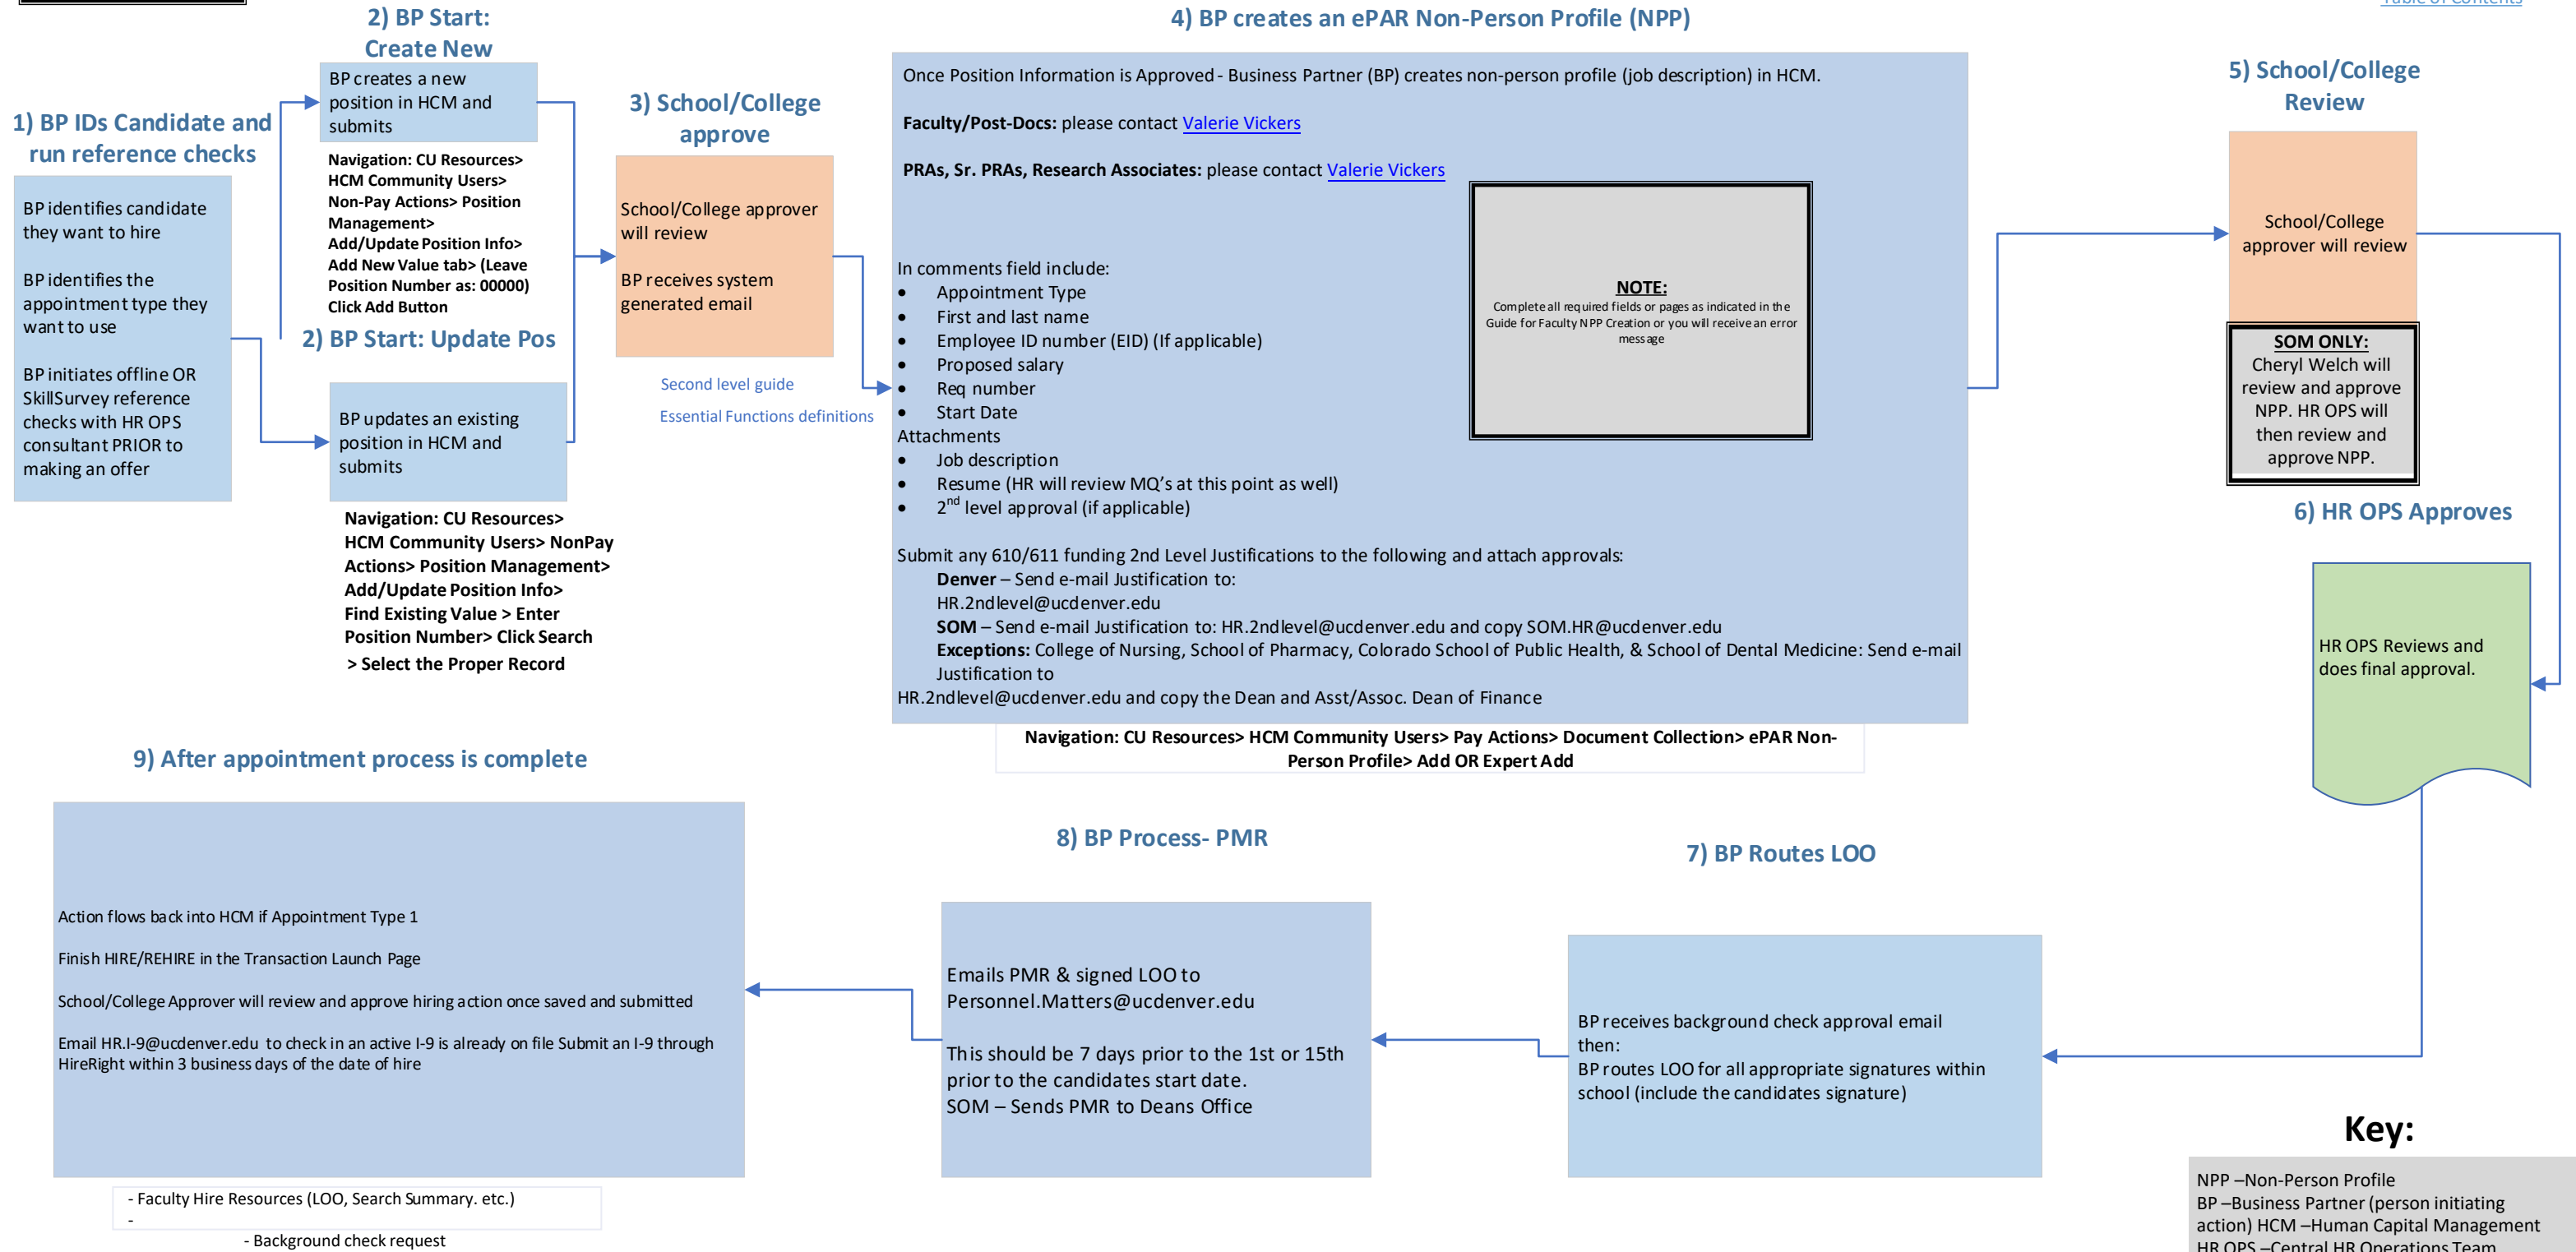 Table of Contents
2) BP Start:
Create New
BP creates a new
position in HCM and
submits
Navigation: CU Resources>
HCM Community Users>
Non-Pay Actions> Position
Management>
Add/Update Position Info>
Add New Value tab> (Leave
Position Number as: 00000)
Click Add Button
1) BP IDs Candidate and
run reference checks
BP identifies candidate
they want to hire
BP identifies the
appointment type they
want to use
BP initiates offline OR
SkillSurvey reference
checks with HR OPS
consultant PRIOR to
making an offer
2) BP Start: Update Pos
BP updates an existing
position in HCM and
submits
Navigation: CU Resources>
HCM Community Users> NonPay
Actions> Position Management>
Add/Update Position Info>
Find Existing Value > Enter
Position Number> Click Search
> Select the Proper Record
3) School/College
approve
School/College approver
will review
BP receives system
generated email
Second level guide
Essential Functions definitions
4) BP creates an ePAR Non-Person Profile (NPP)
Once Position Information is Approved - Business Partner (BP) creates non-person profile (job description) in HCM.
Faculty/Post-Docs: please contact Valerie Vickers
PRAs, Sr. PRAs, Research Associates: please contact Valerie Vickers
NOTE:
Complete all required fields or pages as indicated in the
Guide for Faculty NPP Creation or you will receive an error
message
In comments field include:
• Appointment Type
• First and last name
• Employee ID number (EID) (If applicable)
• Proposed salary
• Req number
• Start Date
Attachments
• Job description
• Resume (HR will review MQ’s at this point as well)
• 2nd level approval (if applicable)
Submit any 610/611 funding 2nd Level Justifications to the following and attach approvals:
Denver – Send e-mail Justification to:
HR.2ndlevel@ucdenver.edu
SOM – Send e-mail Justification to: HR.2ndlevel@ucdenver.edu and copy SOM.HR@ucdenver.edu
Exceptions: College of Nursing, School of Pharmacy, Colorado School of Public Health, & School of Dental Medicine: Send e-mail
Justification to
HR.2ndlevel@ucdenver.edu and copy the Dean and Asst/Assoc. Dean of Finance
Navigation: CU Resources> HCM Community Users> Pay Actions> Document Collection> ePAR Non-
Person Profile> Add OR Expert Add
5) School/College
Review
School/College
approver will review
SOM ONLY:
Cheryl Welch will
review and approve
NPP. HR OPS will
then review and
approve NPP.
6) HR OPS Approves
HR OPS Reviews and
does final approval.
7) BP Routes LOO
BP receives background check approval email
then:
BP routes LOO for all appropriate signatures within
school (include the candidates signature)
8) BP Process- PMR
Emails PMR & signed LOO to
Personnel.Matters@ucdenver.edu
This should be 7 days prior to the 1st or 15th
prior to the candidates start date.
SOM – Sends PMR to Deans Office
9) After appointment process is complete
Action flows back into HCM if Appointment Type 1
Finish HIRE/REHIRE in the Transaction Launch Page
School/College Approver will review and approve hiring action once saved and submitted
Email HR.I-9@ucdenver.edu to check in an active I-9 is already on file Submit an I-9 through
HireRight within 3 business days of the date of hire
- Faculty Hire Resources (LOO, Search Summary. etc.)
-
- Background check request
Key:
NPP –Non-Person Profile
BP –Business Partner (person initiating
action) HCM –Human Capital Management
HR OPS –Central HR Operations Team